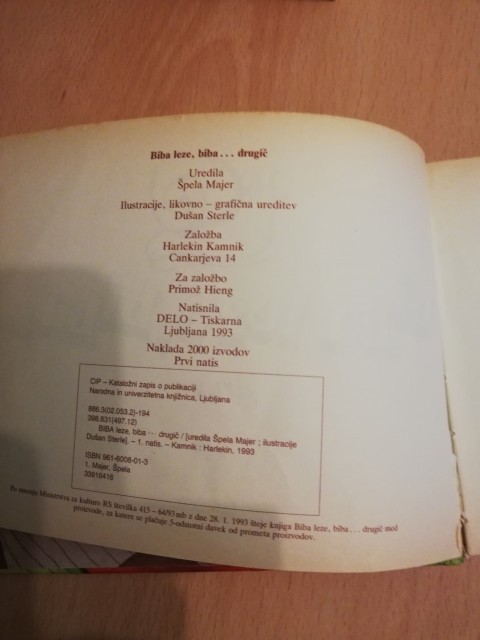 Biba leze, biba... drugič
Uredila
Špela Majer
Ilustracije, likovno – grafična ureditev
Dušan Sterle
Založba
Harlekin Kamnik
Cankarjeva 14
Za založbo
Primož Hieng
Natisnila
DELO – Tiskarna
Ljubljana 1993
Naklada 2000 izvodov
Prvi natis
CIP – Kataložni zapis o publikaciji
Narodna in univerzitetna knjižnica, Ljubljana
886.3(02.053.2)-194
398.831(497.12)
BIBA leze, biba ... drugič / [uredila Špela Majer ; ilustracije
Dušan Sterle]. – 1. natis. – Kamnik : Harlekin, 1993
ISBN 961-6008-01-3
1. Majer, Špela
33916416
Po mnenju Ministrstva za kulturo RS številka 415 – 64/93 mb z dne 28. 1. 1993 šteje knjiga Biba leze, biba... drugič med
proizvode, za katere se plačuje 5-odstotni davek od prometa proizvodov.